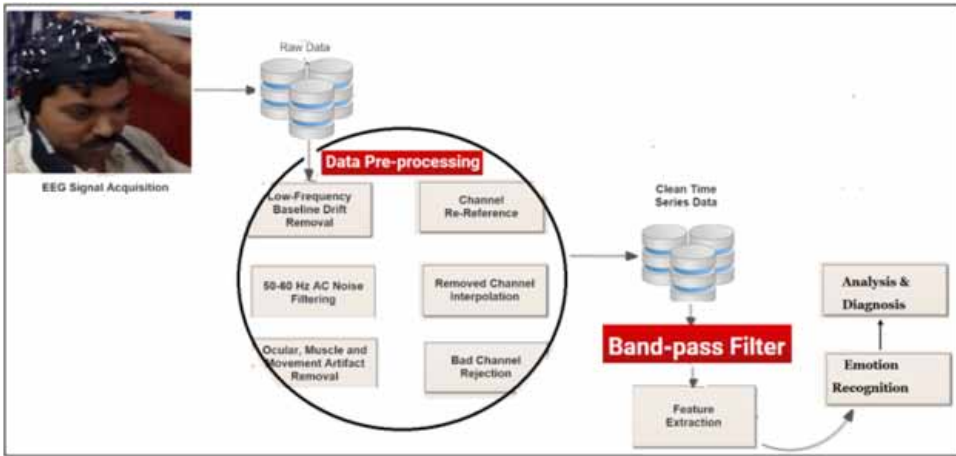 Raw Data
EEG Signal Acquisition
Data Pre-processing
Low-Frequency
Baseline Drift
Removal
Channel
Re-Reference
50-60 Hz AC Noise
Filtering
Removed Channel
Interpolation
Ocular, Muscle and
Movement Artifact
Removal
Bad Channel
Rejection
Clean Time
Series Data
Band-pass Filter
Feature
Extraction
Emotion
Recognition
Analysis &
Diagnosis